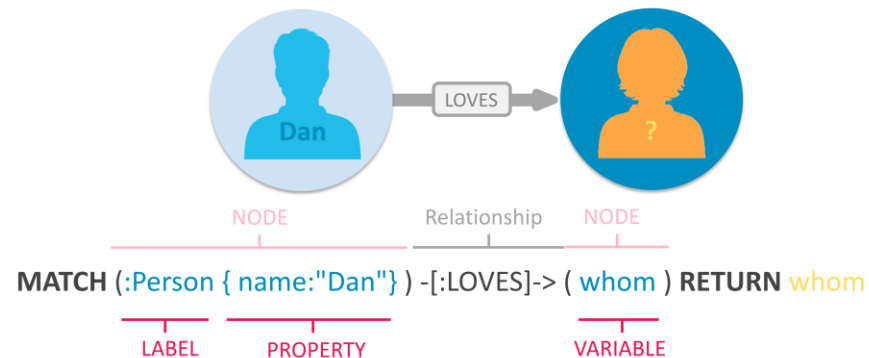 LOVES
Dan
?
NODE Relationship NODE
MATCH (:Person { name:"Dan"} ) -[:LOVES]-> ( whom ) RETURN whom
LABEL PROPERTY VARIABLE